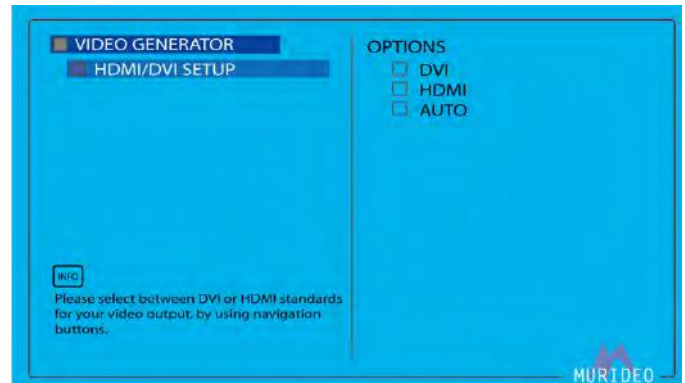 VIDEO GENERATOR
HDMI/DVI SETUP
INFO
Please select between DVI or HDMI standards
for your video output, by using navigation
buttons.
OPTIONS
DVI
HDMI
AUTO
MURIDEO